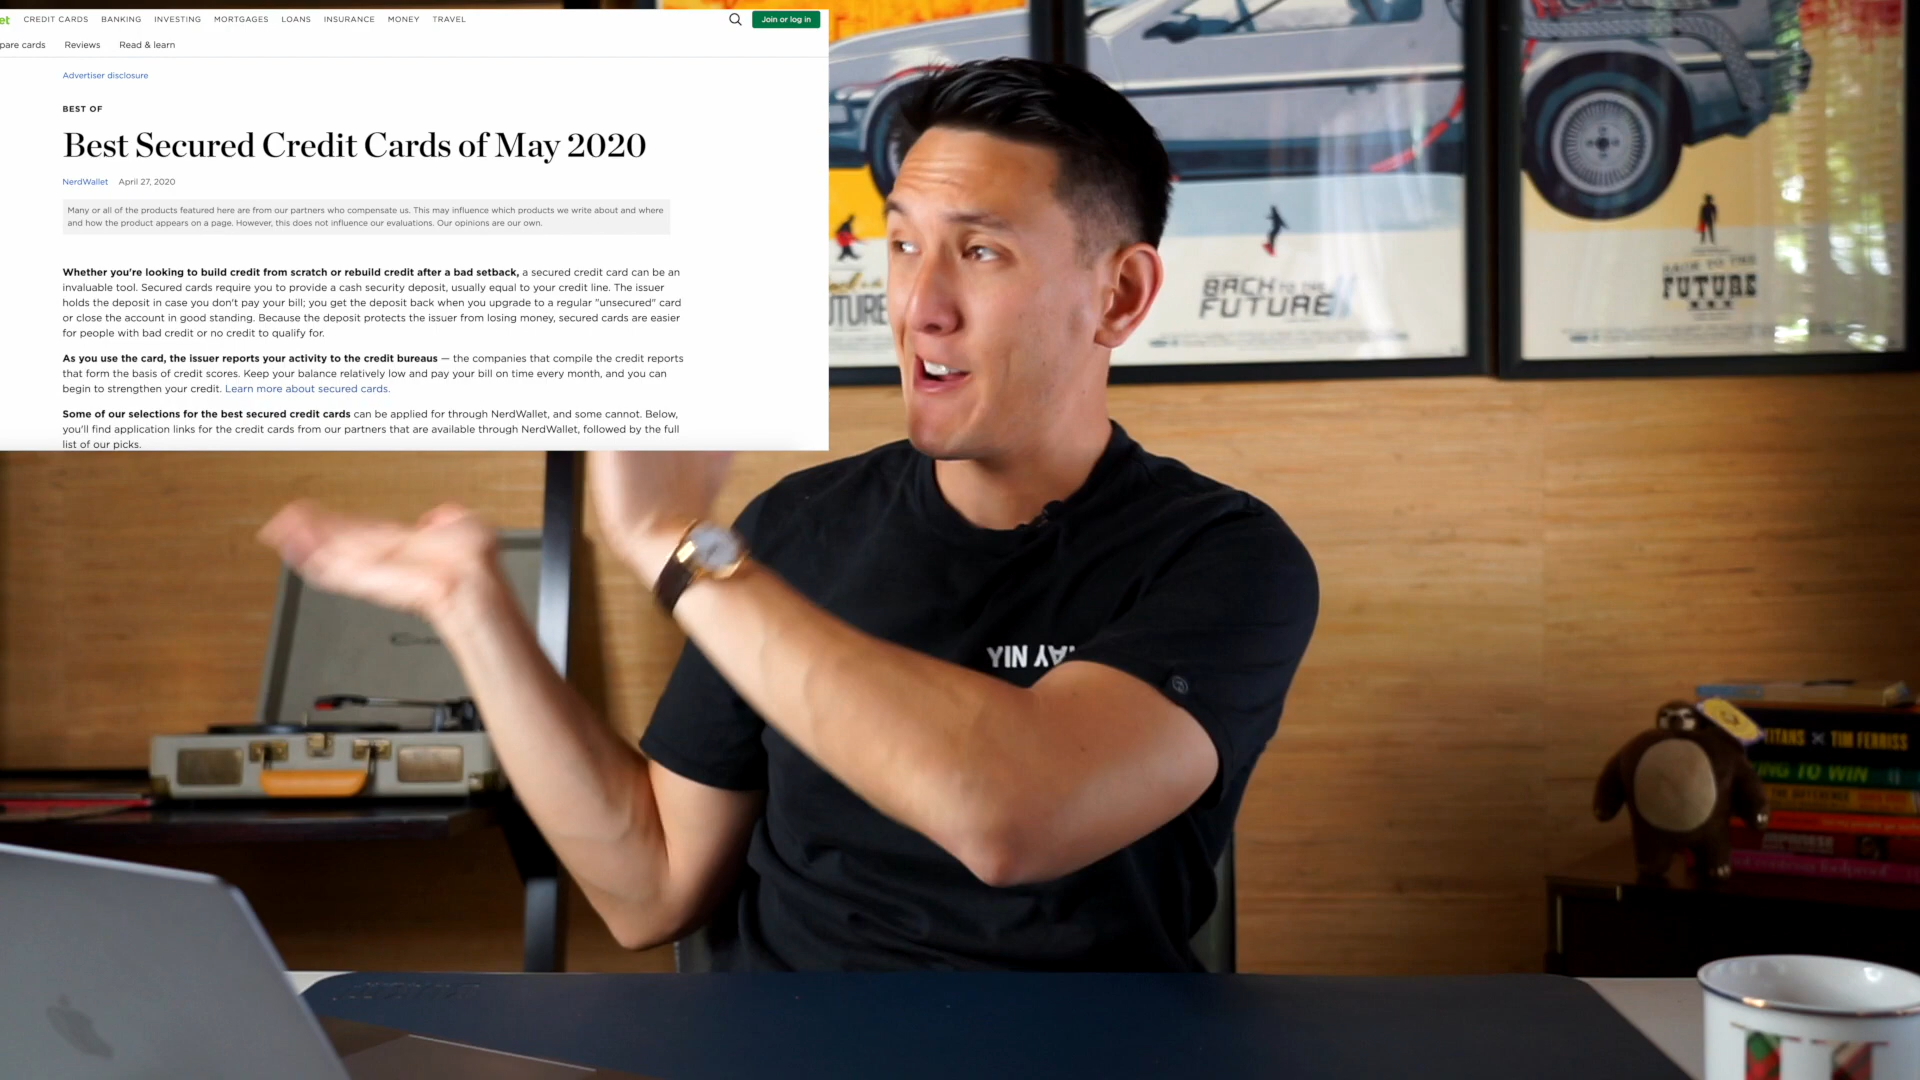 et CREDIT CARDS BANKING INVESTING MORTGAGES LOANS INSURANCE MONEY TRAVEL Join or log in
pare cards Reviews Read & learn
Advertiser disclosure
BEST OF
Best Secured Credit Cards of May 2020
NerdWallet April 27, 2020
Many or all of the products featured here are from our partners who compensate us. This may influence which products we write about and where
and how the product appears on a page. However, this does not influence our evaluations. Our opinions are our own.
Whether you're looking to build credit from scratch or rebuild credit after a bad setback, a secured credit card can be an
invaluable tool. Secured cards require you to provide a cash security deposit, usually equal to your credit line. The issuer
holds the deposit in case you don't pay your bill; you get the deposit back when you upgrade to a regular "unsecured" card
or close the account in good standing. Because the deposit protects the issuer from losing money, secured cards are easier
for people with bad credit or no credit to qualify for.
As you use the card, the issuer reports your activity to the credit bureaus — the companies that compile the credit reports
that form the basis of credit scores. Keep your balance relatively low and pay your bill on time every month, and you can
begin to strengthen your credit. Learn more about secured cards.
Some of our selections for the best secured credit cards can be applied for through NerdWallet, and some cannot. Below,
you'll find application links for the credit cards from our partners that are available through NerdWallet, followed by the full
list of our picks.
UTURE
BACK TO THE
FUTURE
BACK TO THE
FUTURE
YIN YA
TITANS X TIM FERRISS
ING TO WIN
THE DIFFERENCE